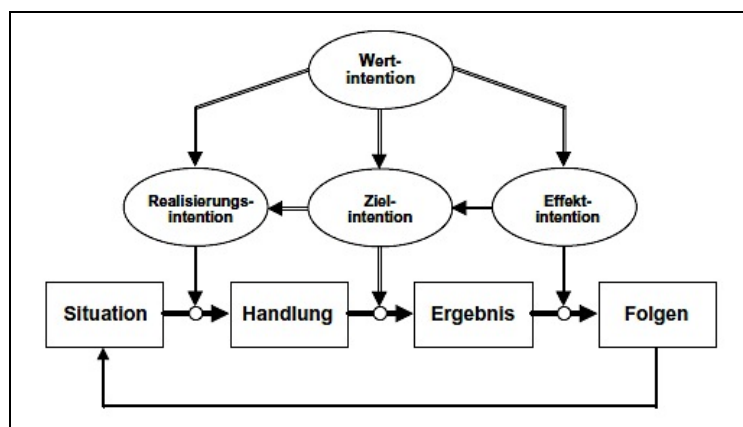 Wert-
intention
Realisierungs-
intention
Ziel-
intention
Effekt-
intention
Situation
Handlung
Ergebnis
Folgen